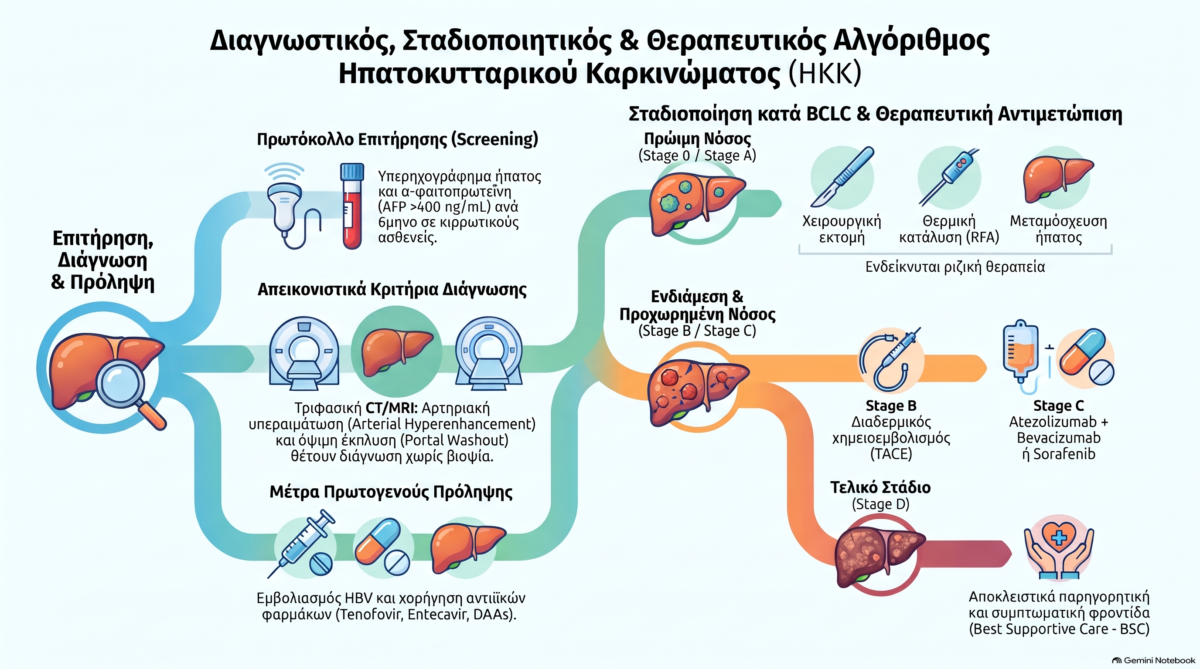 Διαγνωστικός, Σταδιοποιητικός & Θεραπευτικός Αλγόριθμος
Ηπατοκυτταρικού Καρκινώματος (ΗΚΚ)
Επιτήρηση,
Διάγνωση
& Πρόληψη
Πρωτόκολλο Επιτήρησης (Screening)
Υπερηχογράφημα ήπατος
και α-φαιτοπρωτεΐνη
(AFP >400 ng/mL) ανά
6μηνο σε κιρρωτικούς
ασθενείς.
Απεικονιστικά Κριτήρια Διάγνωσης
Τριφασική CT/MRI: Αρτηριακή
υπεραιμάτωση (Arterial Hyperenhancement)
και όψιμη έκπλυση (Portal Washout)
θέτουν διάγνωση χωρίς βιοψία.
Μέτρα Πρωτογενούς Πρόληψης
Εμβολιασμός HBV και χορήγηση αντιϊικών
φαρμάκων (Tenofovir, Entecavir, DAAs).
Σταδιοποίηση κατά BCLC & Θεραπευτική Αντιμετώπιση
Πρώιμη Νόσος
(Stage 0 / Stage A)
Χειρουργική
εκτομή
Θερμική
κατάλυση (RFA)
Μεταμόσχευση
ήπατος
Ενδείκνυται ριζική θεραπεία
Ενδιάμεση &
Προχωρημένη Νόσος
(Stage B / Stage C)
Stage B
Διαδερμικός
χημειοεμβολισμός
(TACE)
Stage C
Atezolizumab +
Bevacizumab
ή Sorafenib
Τελικό Στάδιο
(Stage D)
Αποκλειστικά παρηγορητική
και συμπτωματική φροντίδα
(Best Supportive Care - BSC)
Gemini Notebook